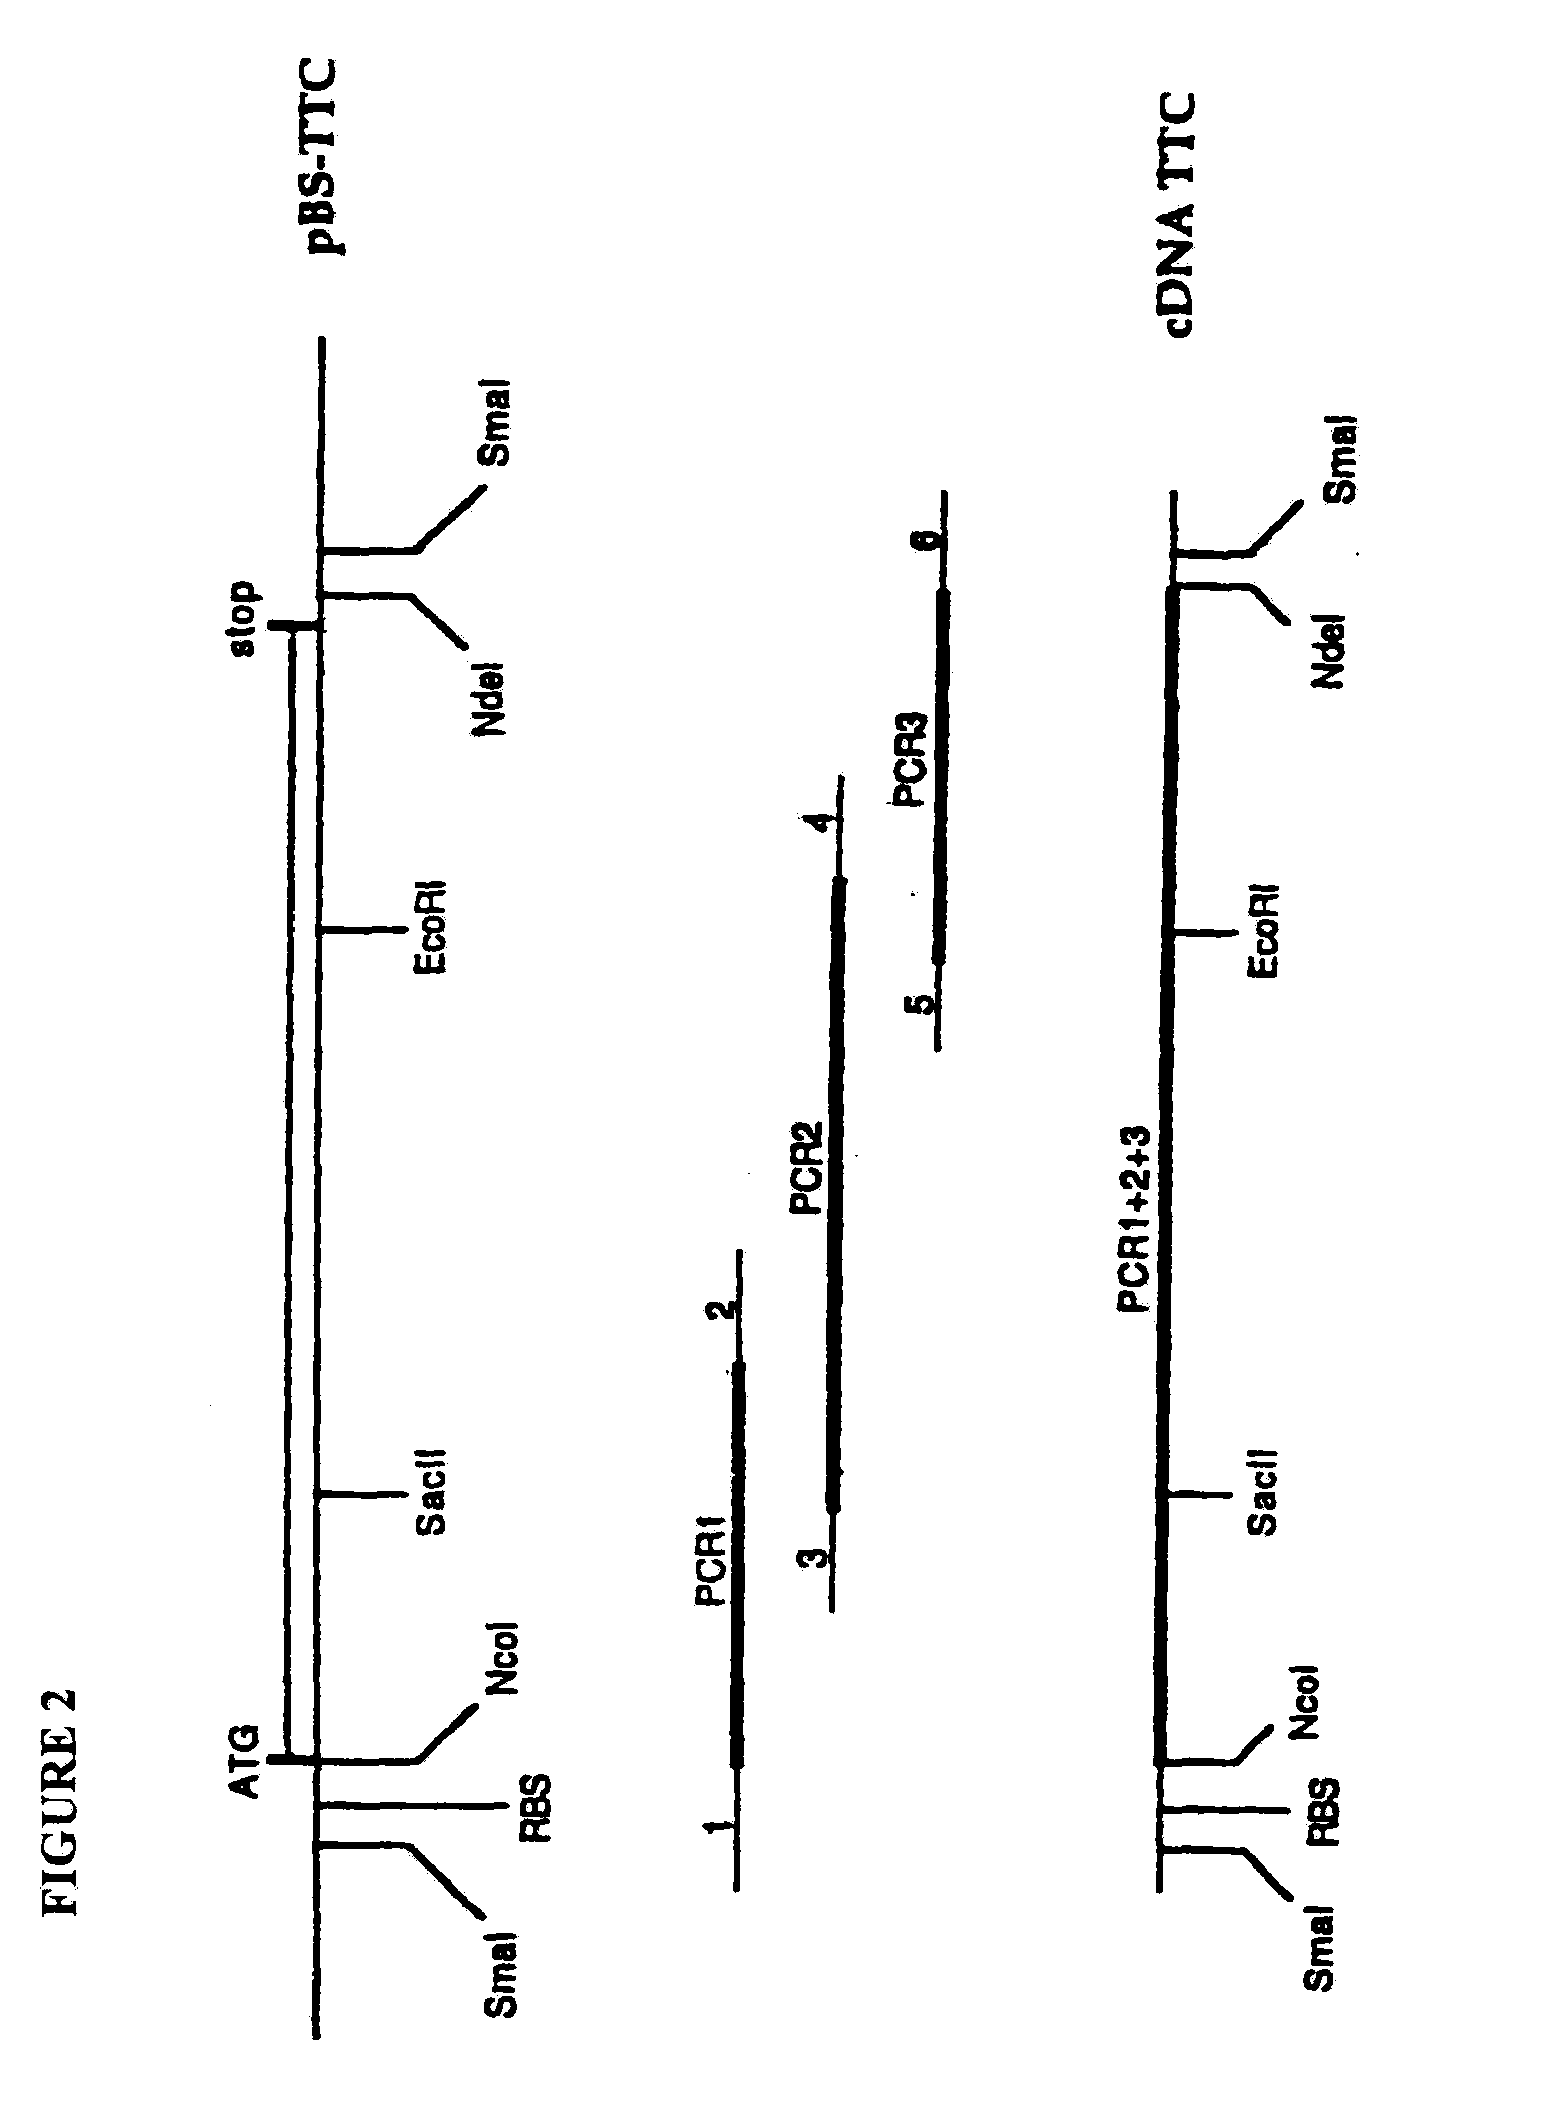 FIGURE 2
ATG
stop
pBS-TTC
SmaI
RBS
NcoI
SacII
EcoRI
NdeI
SmaI
1
PCR1
2
3
PCR2
4
5
PCR3
6
PCR1+2+3
cDNA TTC
SmaI
RBS
NcoI
SacII
EcoRI
NdeI
SmaI